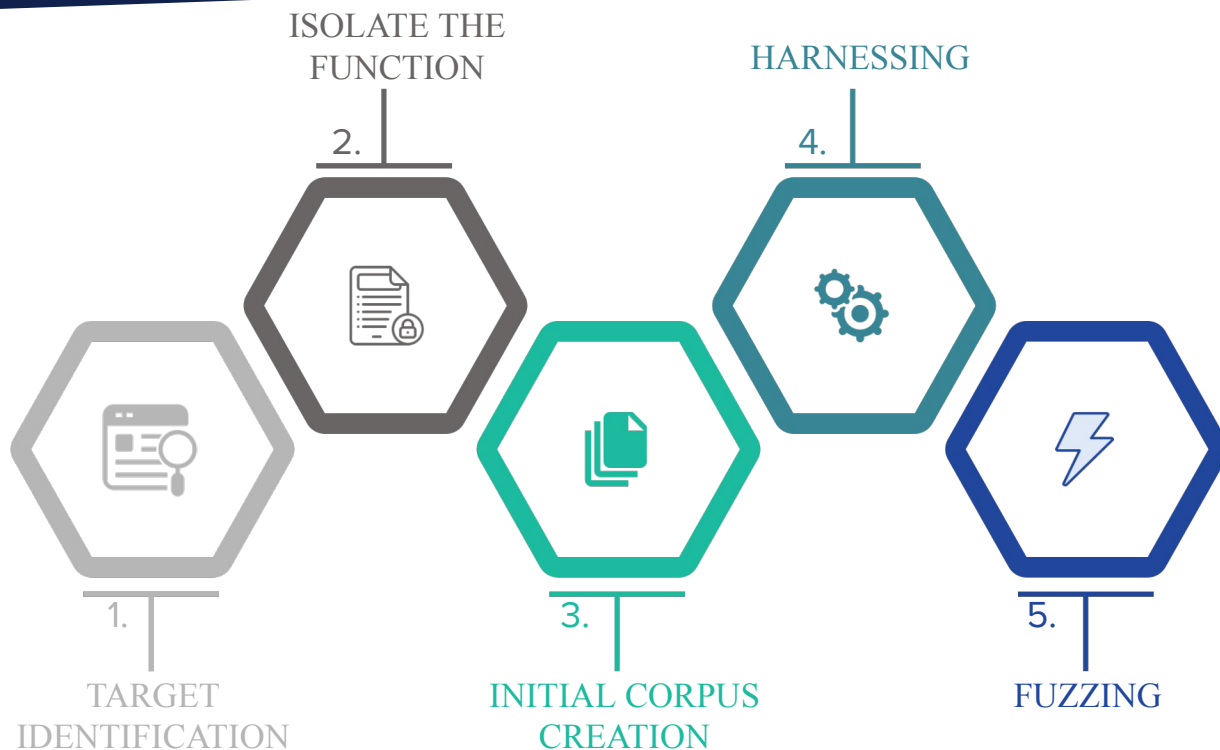 1.
TARGET
IDENTIFICATION
ISOLATE THE
FUNCTION
2.
3.
INITIAL CORPUS
CREATION
HARNESSING
4.
5.
FUZZING